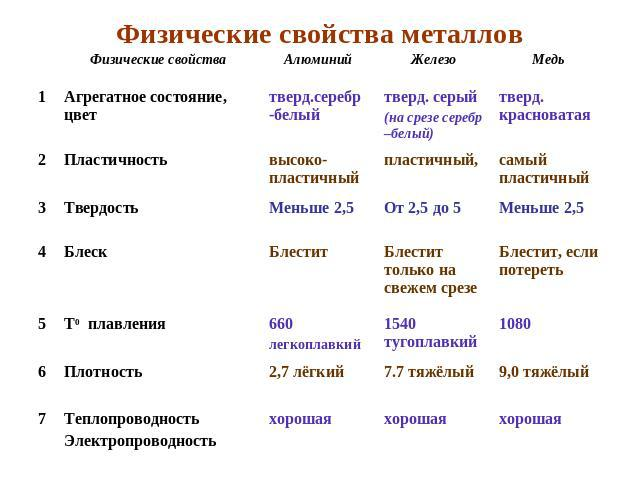 Физические свойства металлов
Физические свойства Алюминий Железо Медь
1 Агрегатное состояние, цвет тверд.серебр -белый тверд. серый (на срезе серебр –белый) тверд. красноватая
2 Пластичность высоко-пластичный пластичный, самый пластичный
3 Твердость Меньше 2,5 От 2,5 до 5 Меньше 2,5
4 Блеск Блестит Блестит только на свежем срезе Блестит, если потереть
5 Т⁰ плавления 660 легкоплавкий 1540 тугоплавкий 1080
6 Плотность 2,7 лёгкий 7.7 тяжёлый 9,0 тяжёлый
7 Теплопроводность Электропроводность хорошая хорошая хорошая